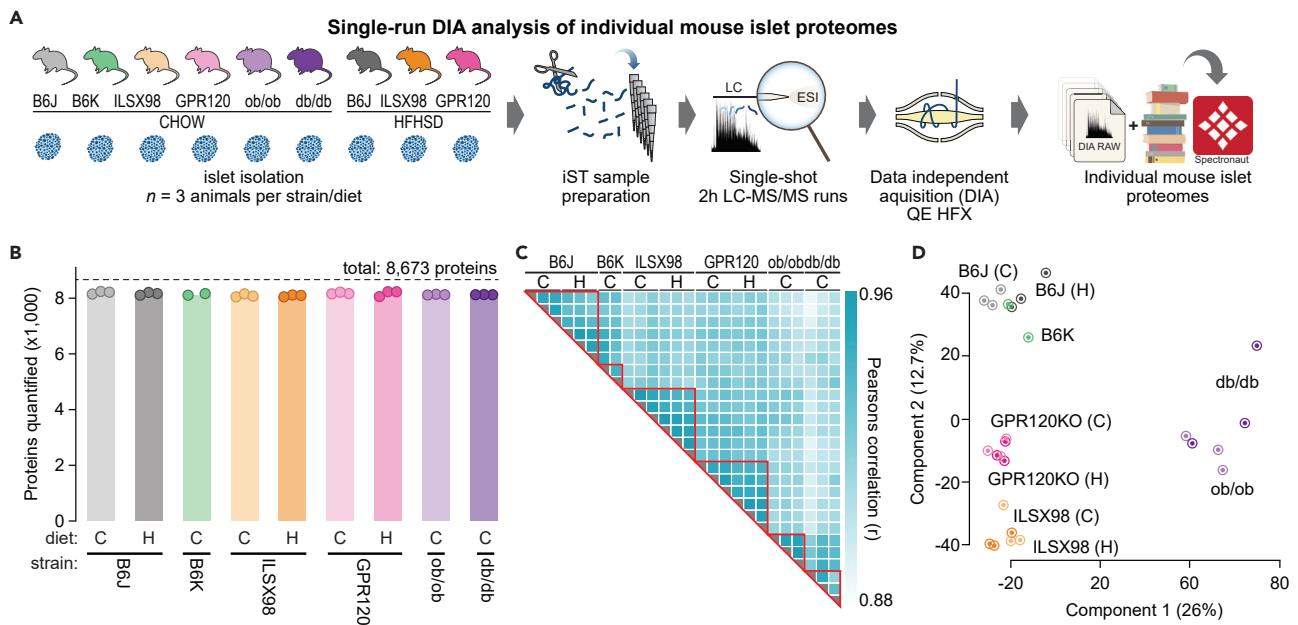 A
Single-run DIA analysis of individual mouse islet proteomes
B6J B6K ILSX98 GPR120 ob/ob db/db B6J ILSX98 GPR120
CHOW HFHSD
islet isolation
n = 3 animals per strain/diet
iST sample
preparation
LC
ESI
Single-shot
2h LC-MS/MS runs
Data independent
aquisition (DIA)
QE HFX
DIA RAW
+
Spectronaut
Individual mouse islet
proteomes
B
total: 8,673 proteins
Proteins quantified (x1,000)
8
6
4
2
0
diet: C H C C H C H C C
strain: B6J B6K ILSX98 GPR120 ob/ob db/db
C
B6J B6K ILSX98 GPR120 ob/ob db/db
C H C C H C H C C
0.96
Pearsons correlation (r)
0.88
D
Component 2 (12.7%)
40
20
0
-20
-40
B6J (C)
B6J (H)
B6K
db/db
GPR120KO (C)
GPR120KO (H)
ob/ob
ILSX98 (C)
ILSX98 (H)
-20 20 60 80
Component 1 (26%)